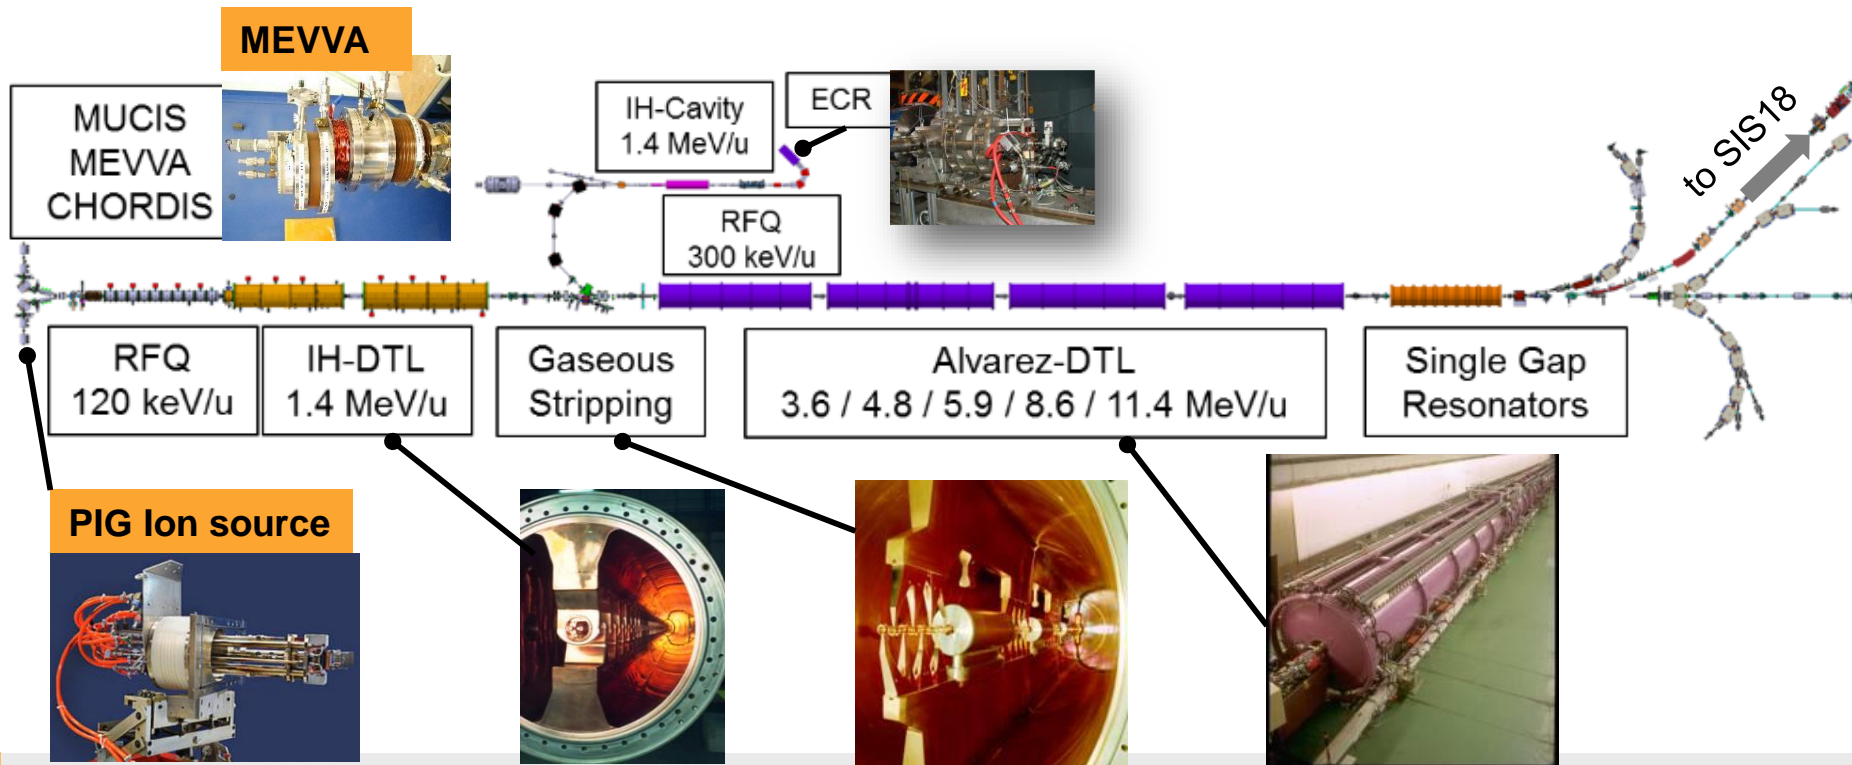 MEVVA
MUCIS
MEVVA
CHORDIS
IH-Cavity
1.4 MeV/u
ECR
RFQ
300 keV/u
to SIS18
RFQ
120 keV/u
IH-DTL
1.4 MeV/u
Gaseous
Stripping
Alvarez-DTL
3.6 / 4.8 / 5.9 / 8.6 / 11.4 MeV/u
Single Gap
Resonators
PIG Ion source